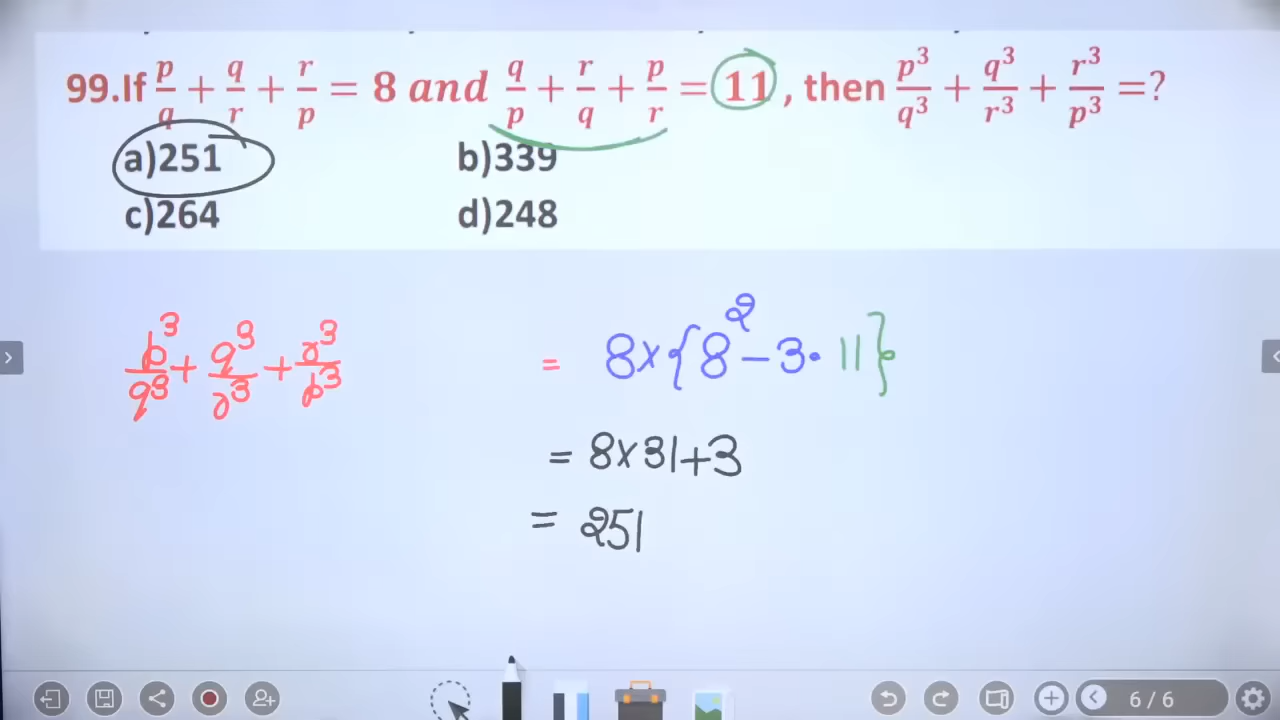 99.If p/q + q/r + r/p = 8 and q/p + r/q + p/r = 11, then p³/q³ + q³/r³ + r³/p³ =?
a)251 b)339
c)264 d)248
p³/q³ + q³/r³ + r³/p³ = 8×{8² − 3· 11}
= 8×31+3
= 251
6 / 6